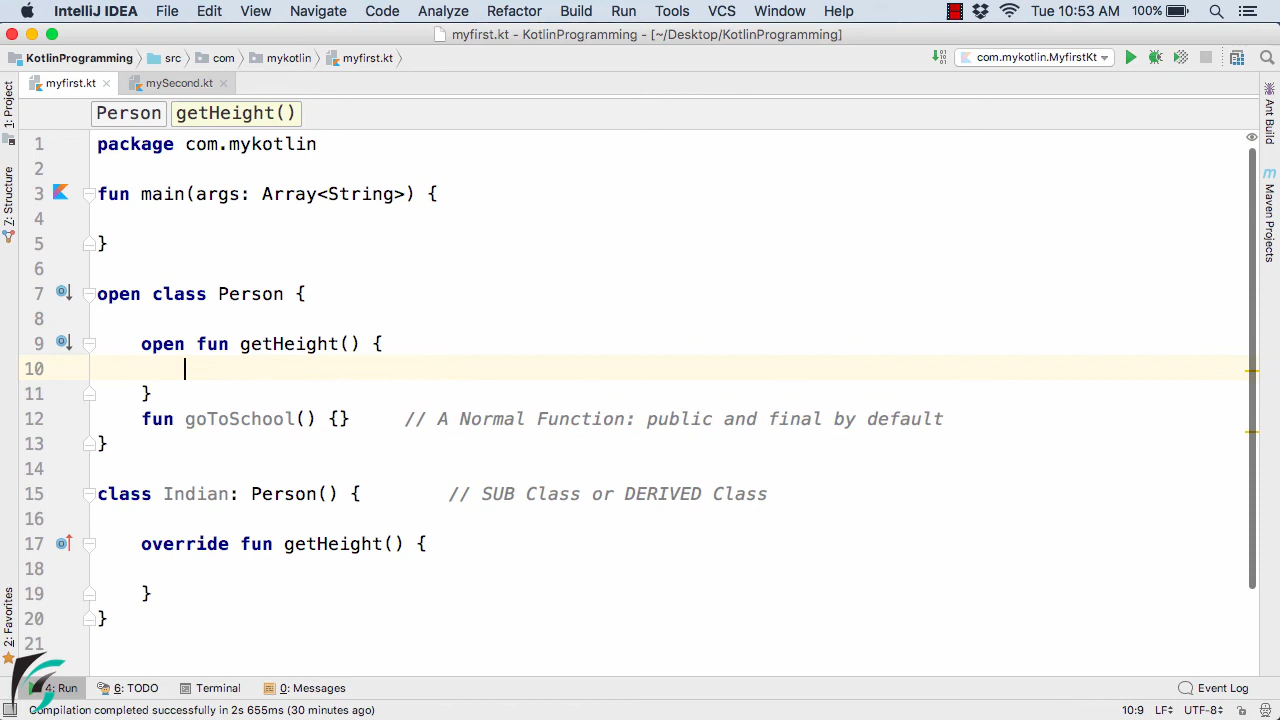 IntelliJ IDEA File Edit View Navigate Code Analyze Refactor Build Run Tools VCS Window Help Tue 10:53 AM 100%
myfirst.kt - KotlinProgramming - [~/Desktop/KotlinProgramming]
KotlinProgramming src com mykotlin myfirst.kt com.mykotlin.MyfirstKt
myfirst.kt mySecond.kt
Person getHeight()
1 package com.mykotlin
2
3 fun main(args: Array<String>) {
4
5 }
6
7 open class Person {
8
9 open fun getHeight() {
10
11 }
12 fun goToSchool() {} // A Normal Function: public and final by default
13 }
14
15 class Indian: Person() { // SUB Class or DERIVED Class
16
17 override fun getHeight() {
18
19 }
20 }
21
1: Project
7: Structure
2: Favorites
Ant Build
m
Maven Projects
4: Run 6: TODO Terminal 0: Messages Event Log
Compilation completed successfully in 2s 655ms (30 minutes ago) 10:9 LF÷ UTF-8÷